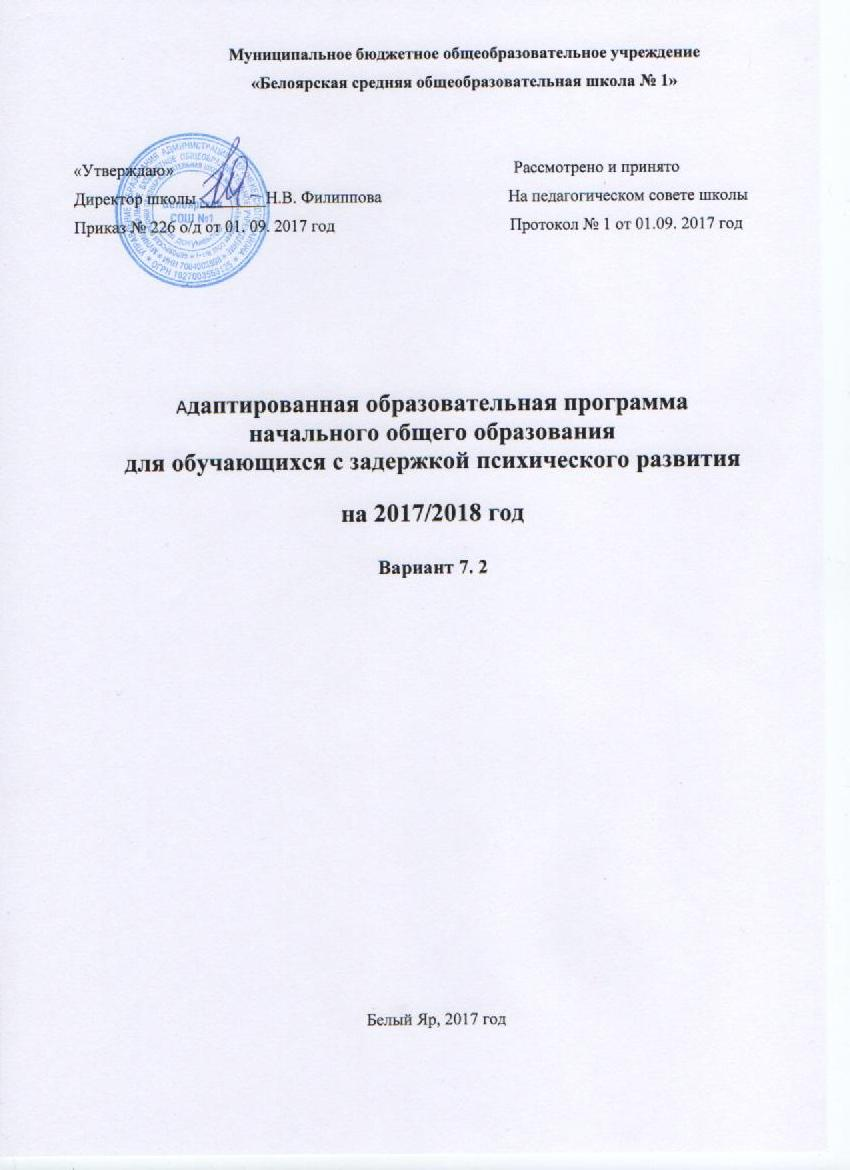 Муниципальное бюджетное общеобразовательное учреждение
«Белоярская средняя общеобразовательная школа № 1»
«Утверждаю»
Рассмотрено и принято
Директор школы Н.В. Филиппова
На педагогическом совете школы
Приказ № 226 о/д от 01. 09. 2017 год
Протокол № 1 от 01.09. 2017 год
СОШ №1
Адаптированная образовательная программа
начального общего образования
для обучающихся с задержкой психического развития
на 2017/2018 год
Вариант 7. 2
Белый Яр, 2017 год